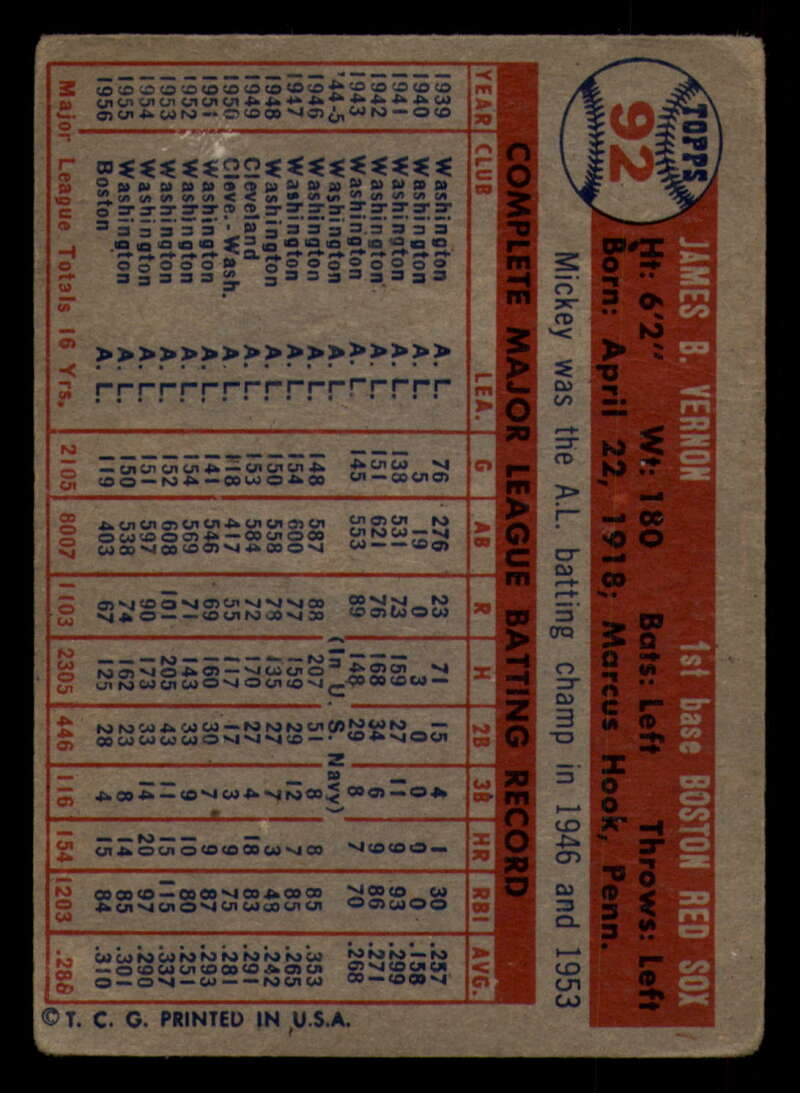 TOPPS
92
JAMES B. VERNON 1st base BOSTON RED SOX
Ht: 6'2" Wt: 180 Bats: Left Throws: Left
Born: April 22, 1918; Marcus Hook, Penn.
Mickey was the A.L. batting champ in 1946 and 1953
COMPLETE MAJOR LEAGUE BATTING RECORD
YEAR CLUB LEA. G AB R H 2B 3B HR RBI AVG.
1939 Washington A. L. 76 276 23 71 15 4 1 30 .257
1940 Washington A. L. 5 19 0 3 0 0 0 0 .158
1941 Washington A. L. 138 531 73 159 27 11 9 93 .299
1942 Washington A. L. 151 621 76 168 34 6 9 86 .271
1943 Washington A. L. 145 553 89 148 29 8 7 70 .268
'44-5 Washington A. L. (In U. S. Navy)
1946 Washington A. L. 148 587 88 207 51 8 8 85 .353
1947 Washington A. L. 154 600 77 159 29 12 7 85 .265
1948 Washington A. L. 150 558 78 135 27 7 3 48 .242
1949 Cleveland A. L. 153 584 72 170 27 4 18 83 .291
1950 Cleve.-Wash. A. L. 118 417 55 117 17 3 9 75 .281
1951 Washington A. L. 141 546 69 160 30 7 9 87 .293
1952 Washington A. L. 154 569 71 143 33 9 10 80 .251
1953 Washington A. L. 152 608 101 205 43 11 15 115 .337
1954 Washington A. L. 151 597 90 173 33 14 20 97 .290
1955 Washington A. L. 150 538 74 162 23 8 14 85 .301
1956 Boston A. L. 119 403 67 125 28 4 15 84 .310
Major League Totals 16 Yrs. 2105 8007 1103 2305 446 116 154 1203 .288
© T. C. G. PRINTED IN U.S.A.